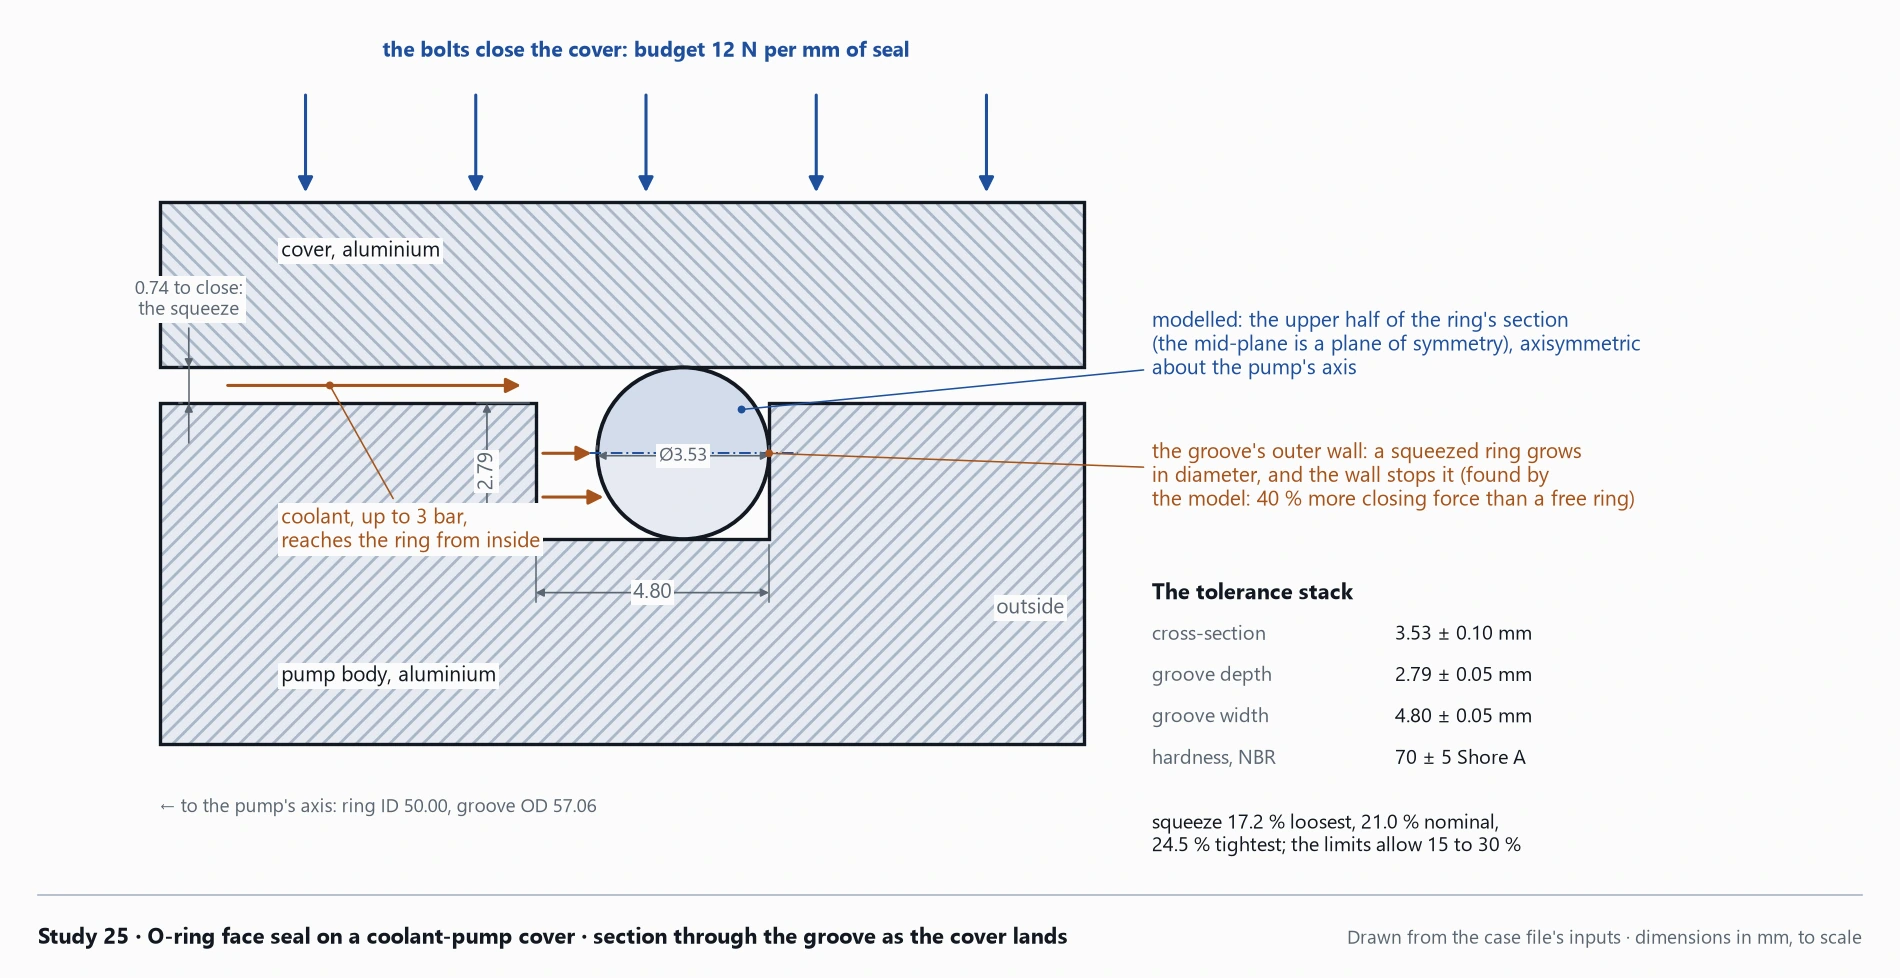 the bolts close the cover: budget 12 N per mm of seal
cover, aluminium
0.74 to close:
the squeeze
modelled: the upper half of the ring's section
(the mid-plane is a plane of symmetry), axisymmetric
about the pump's axis
2.79
Ø3.53
the groove's outer wall: a squeezed ring grows
in diameter, and the wall stops it (found by
the model: 40 % more closing force than a free ring)
coolant, up to 3 bar,
reaches the ring from inside
4.80
outside
pump body, aluminium
The tolerance stack
cross-section 3.53 ± 0.10 mm
groove depth 2.79 ± 0.05 mm
groove width 4.80 ± 0.05 mm
hardness, NBR 70 ± 5 Shore A
← to the pump's axis: ring ID 50.00, groove OD 57.06
squeeze 17.2 % loosest, 21.0 % nominal,
24.5 % tightest; the limits allow 15 to 30 %
Study 25 · O-ring face seal on a coolant-pump cover · section through the groove as the cover lands
Drawn from the case file's inputs · dimensions in mm, to scale